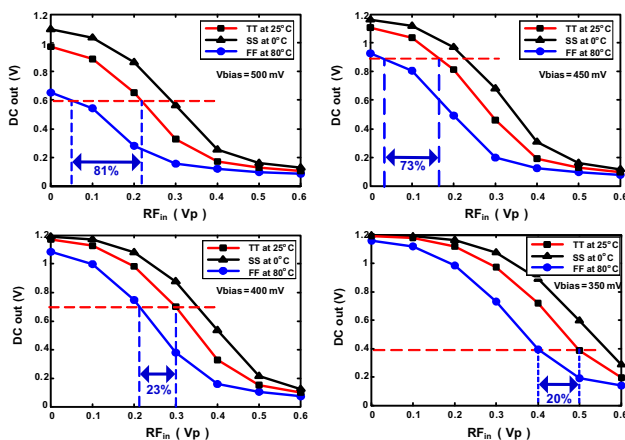 1.2
1
0.8
0.6
0.4
0.2
0
DC out (V)
TT at 25°C
SS at 0°C
FF at 80°C
Vbias = 500 mV
81%
0 0.1 0.2 0.3 0.4 0.5 0.6
RFin ( Vp )
1.2
1
0.8
0.6
0.4
0.2
0
DC out (V)
TT at 25°C
SS at 0°C
FF at 80°C
Vbias = 450 mV
73%
0 0.1 0.2 0.3 0.4 0.5 0.6
RFin ( Vp )
1.2
1
0.8
0.6
0.4
0.2
0
DC out (V)
TT at 25°C
SS at 0°C
FF at 80°C
Vbias = 400 mV
23%
0 0.1 0.2 0.3 0.4 0.5 0.6
RFin ( Vp )
1.2
1
0.8
0.6
0.4
0.2
0
DC out (V)
TT at 25°C
SS at 0°C
FF at 80°C
Vbias = 350 mV
20%
0 0.1 0.2 0.3 0.4 0.5 0.6
RFin ( Vp )